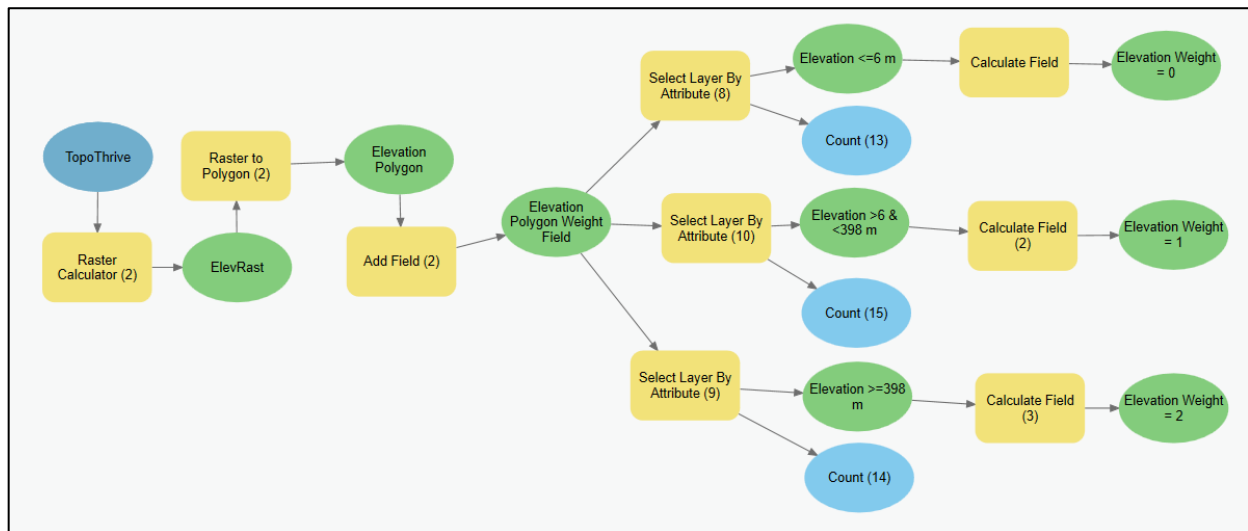 TopoThrive
Raster
Calculator (2)
Raster to
Polygon (2)
ElevRast
Elevation
Polygon
Add Field (2)
Elevation
Polygon Weight
Field
Select Layer By
Attribute (8)
Elevation <=6 m
Calculate Field
Elevation Weight
= 0
Count (13)
Select Layer By
Attribute (10)
Elevation >6 &
<398 m
Calculate Field
(2)
Elevation Weight
= 1
Count (15)
Select Layer By
Attribute (9)
Elevation >=398
m
Calculate Field
(3)
Elevation Weight
= 2
Count (14)